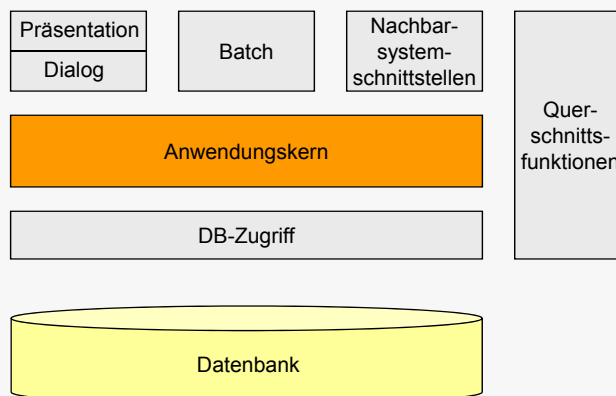 Präsentation
Dialog
Batch
Nachbar-
system-
schnittstellen
Quer-
schnitts-
funktionen
Anwendungskern
DB-Zugriff
Datenbank